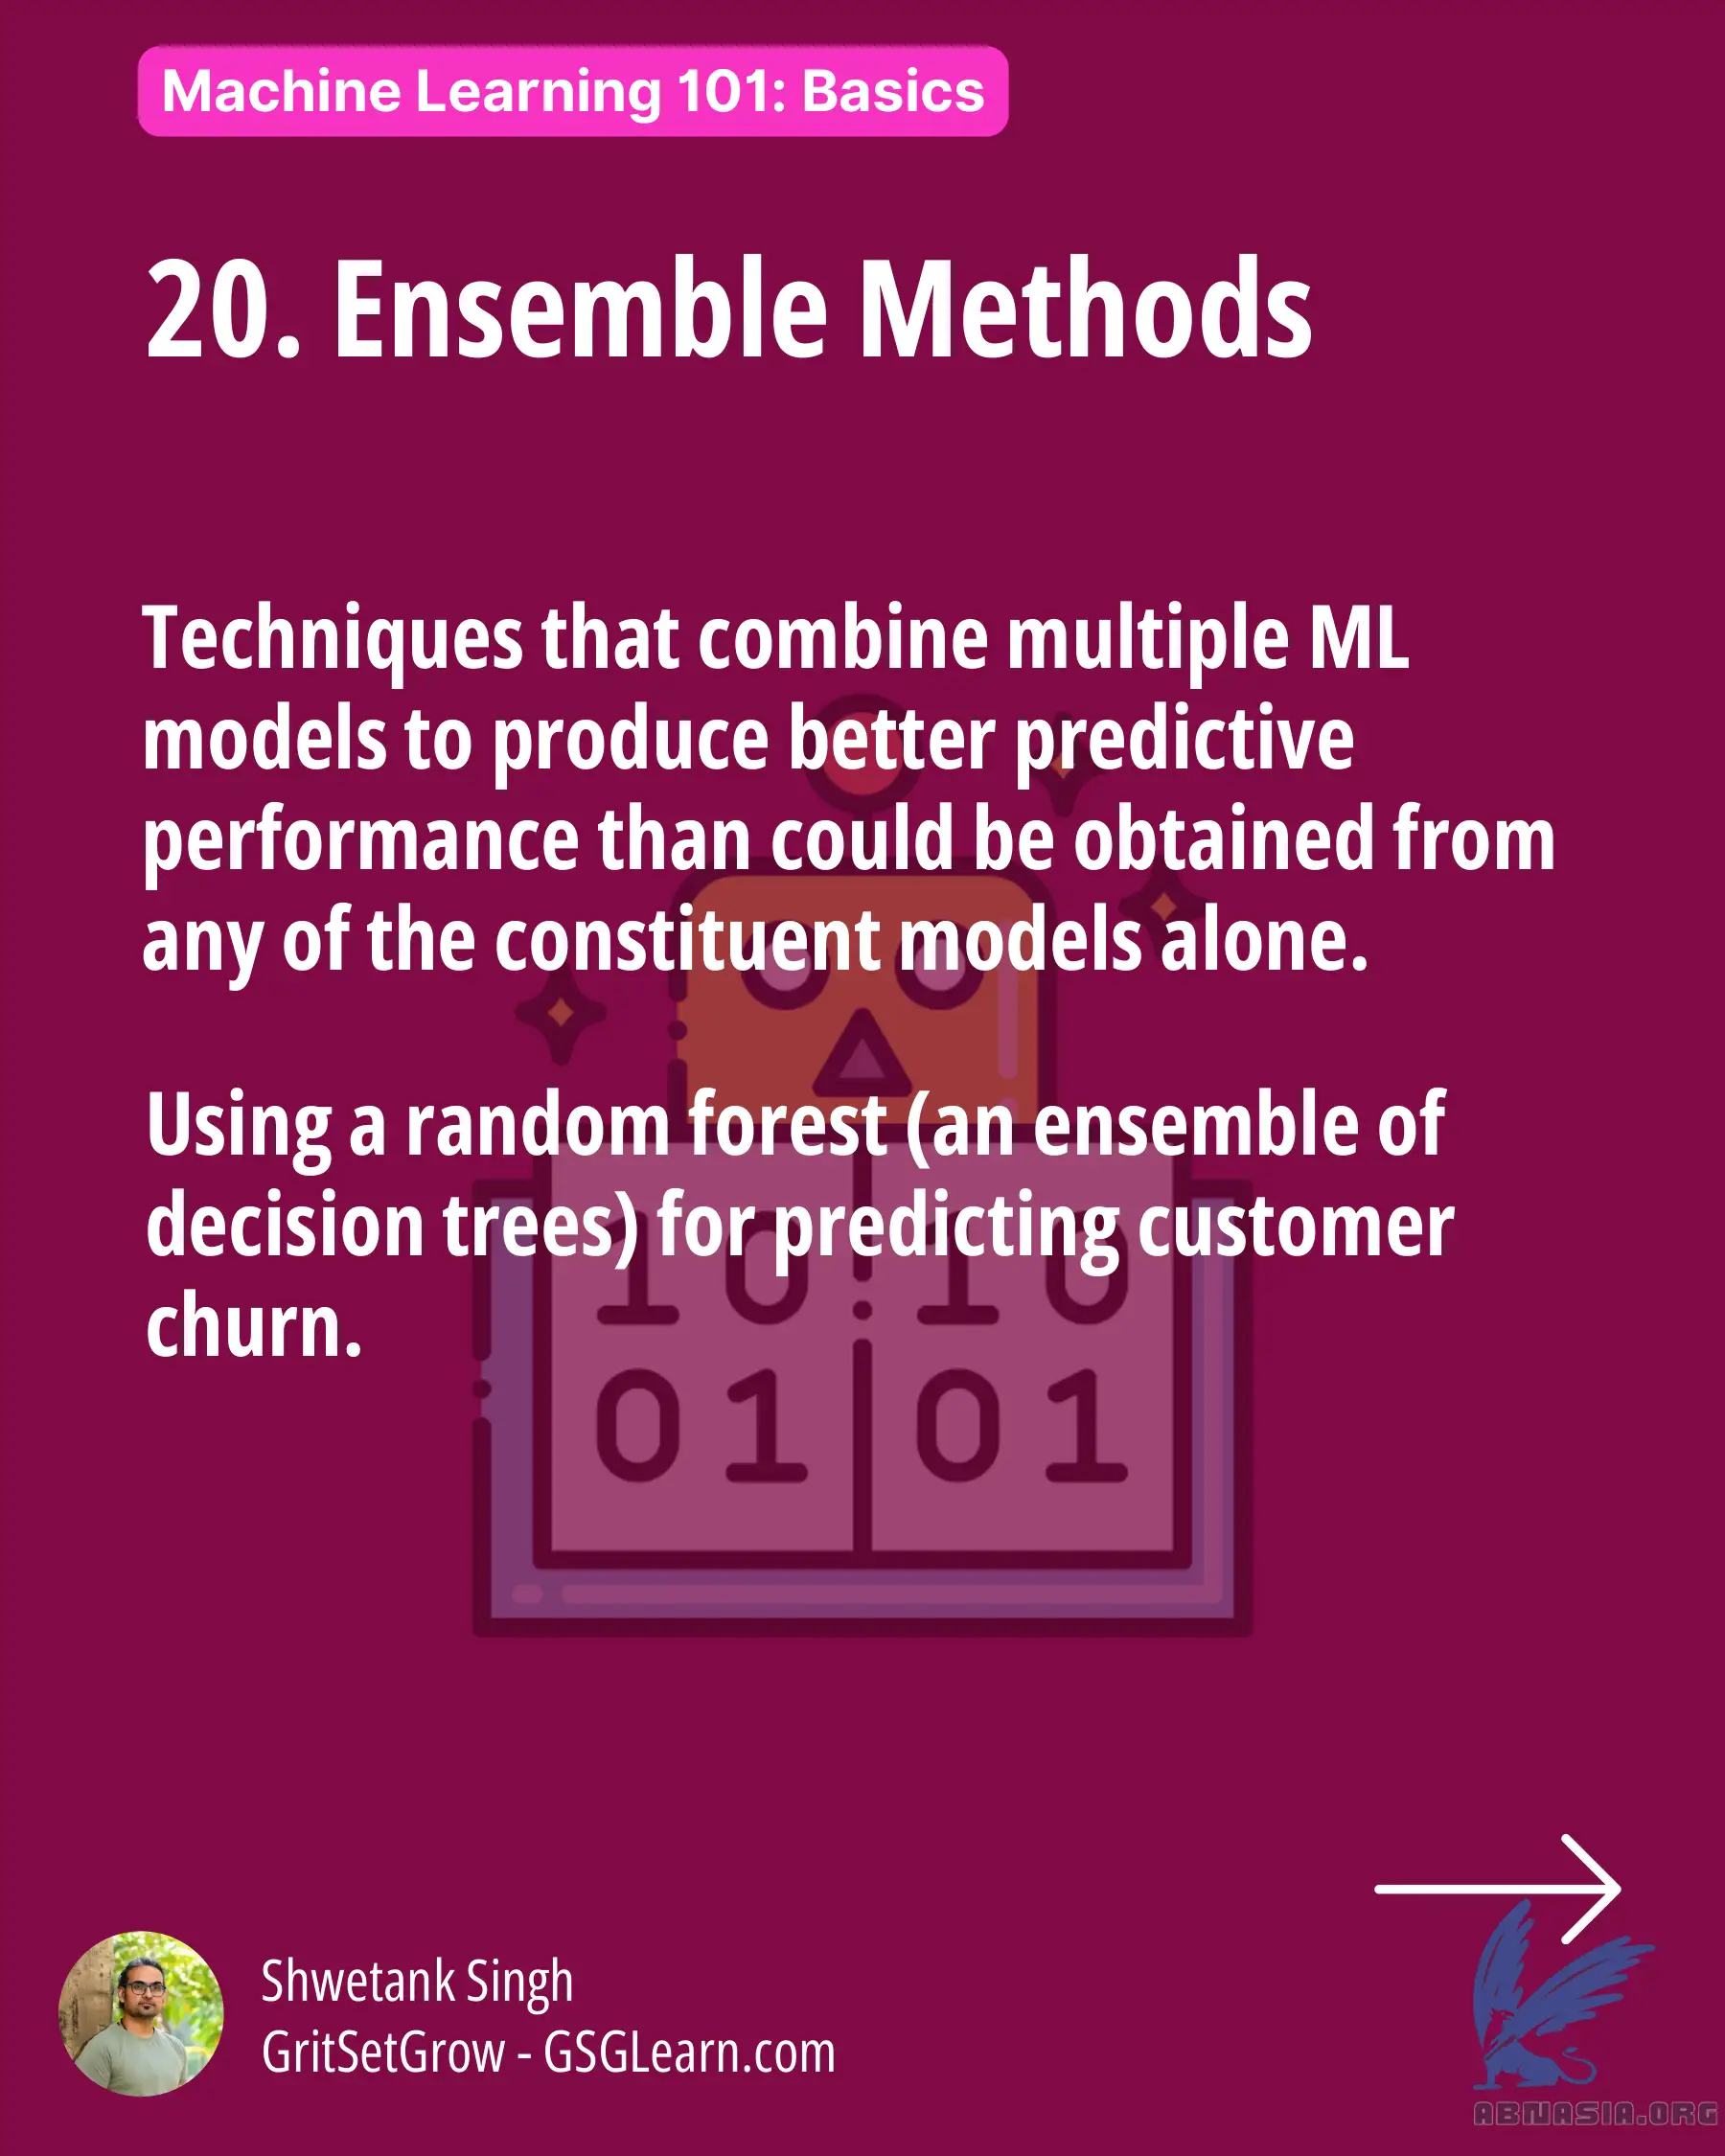 Machine Learning 101: Basics
20. Ensemble Methods
Techniques that combine multiple ML
models to produce better predictive
performance than could be obtained from
any of the constituent models alone.
Using a random forest (an ensemble of
decision trees) for predicting customer
churn.
10 10
01 01
Shwetank Singh
GritSetGrow - GSGLearn.com
ABNASIA.ORG